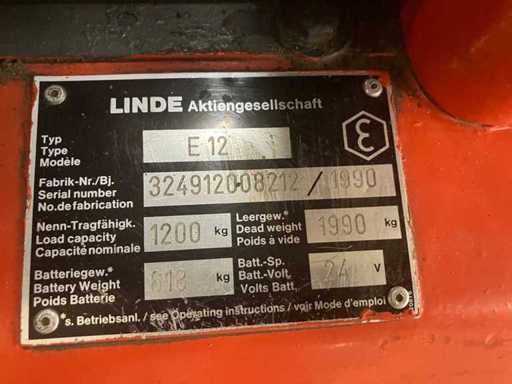 LINDE Aktiengesellschaft
Typ
Type
Modèle
E 12
ε
Fabrik-Nr./Bj.
Serial number
No.de fabrication
324912008212 / 1990
Nenn-Tragfähigk.
Load capacity
Capacité nominale
1200 kg
Leergew.*
Dead weight
Poids à vide
1990 kg
Batteriegew.*
Battery Weight
Poids Batterie
kg
Batt.-Sp.
Batt.-Volt.
Volts Batt.
24 V
*s. Betriebsanl. / see Operating instructions / voir Mode d'emploi